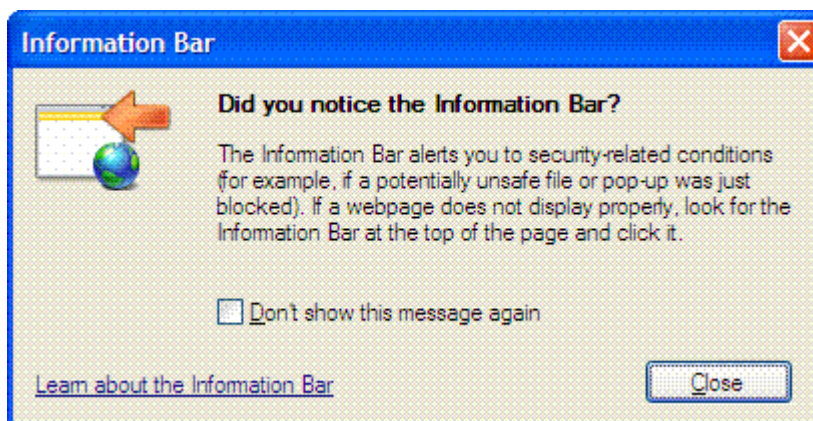 Information Bar
Did you notice the Information Bar?
The Information Bar alerts you to security-related conditions
(for example, if a potentially unsafe file or pop-up was just
blocked). If a webpage does not display properly, look for the
Information Bar at the top of the page and click it.
Don't show this message again
Learn about the Information Bar
Close